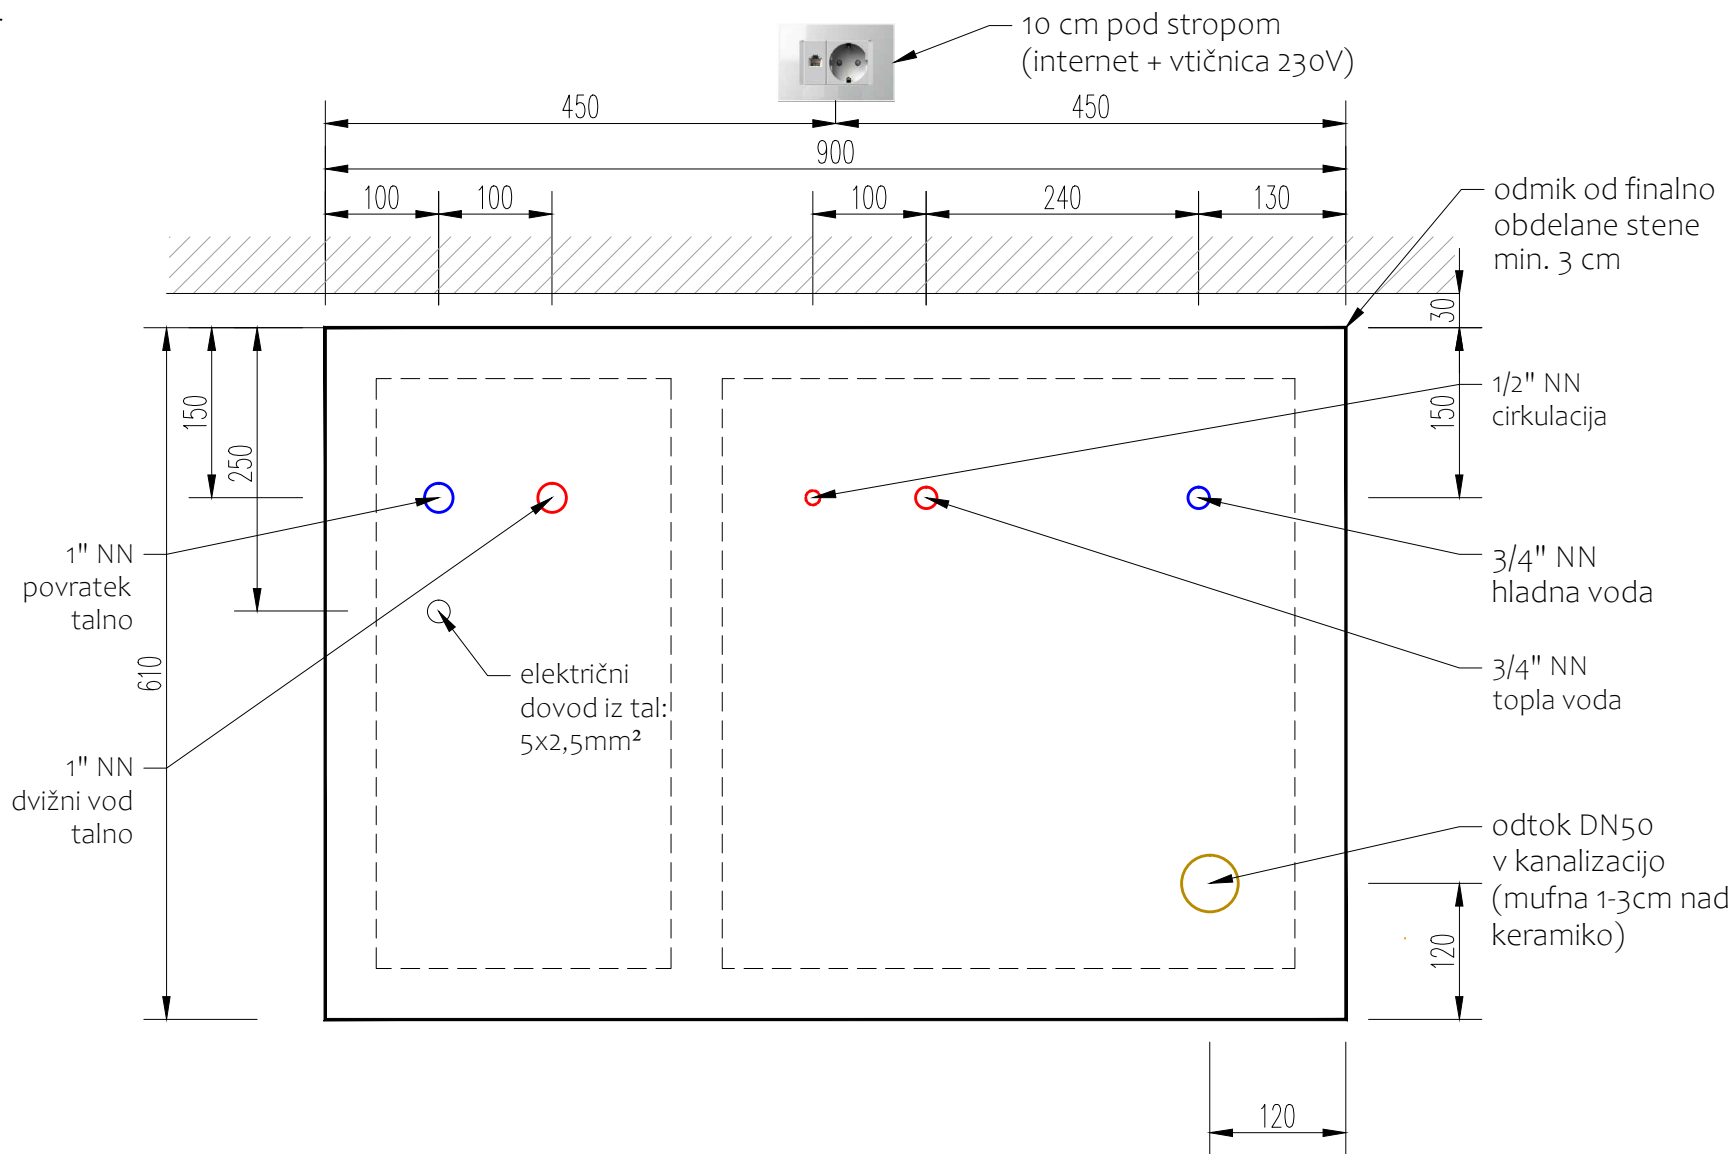 10 cm pod stropom
(internet + vtičnica 230V)
450
450
900
100
100
100
240
130
odmik od finalno
obdelane stene
min. 3 cm
30
150
250
150
1/2" NN
cirkulacija
1" NN
povratek
talno
3/4" NN
hladna voda
610
električni
dovod iz tal:
5x2,5mm²
3/4" NN
topla voda
1" NN
dvižni vod
talno
odtok DN50
v kanalizacijo
(mufna 1-3cm nad
keramiko)
120
120